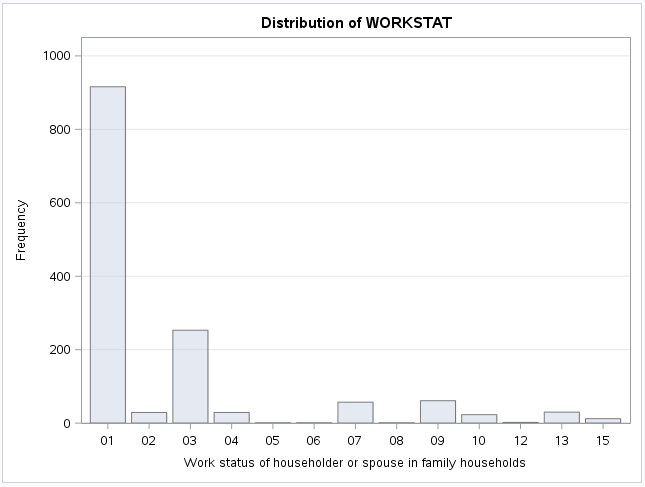 Distribution of WORKSTAT
1000
800
600
400
200
0
Frequency
01 02 03 04 05 06 07 08 09 10 12 13 15
Work status of householder or spouse in family households